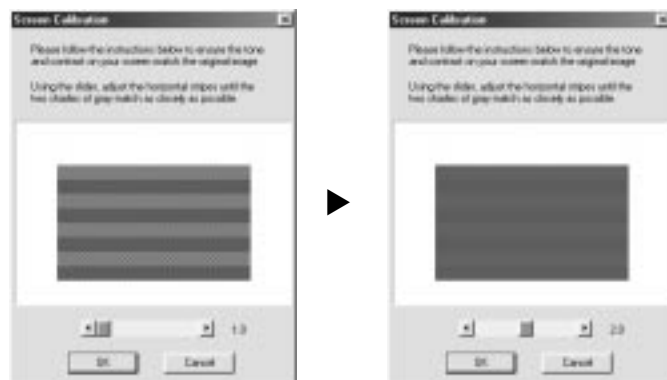 Screen Calibration
Please follow the instructions below to ensure the tone
and contrast on your screen match the original image
Using the slider, adjust the horizontal stripes until the
two shades of gray match as closely as possible
1.0
OK
Cancel
Screen Calibration
Please follow the instructions below to ensure the tone
and contrast on your screen match the original image
Using the slider, adjust the horizontal stripes until the
two shades of gray match as closely as possible
2.0
OK
Cancel